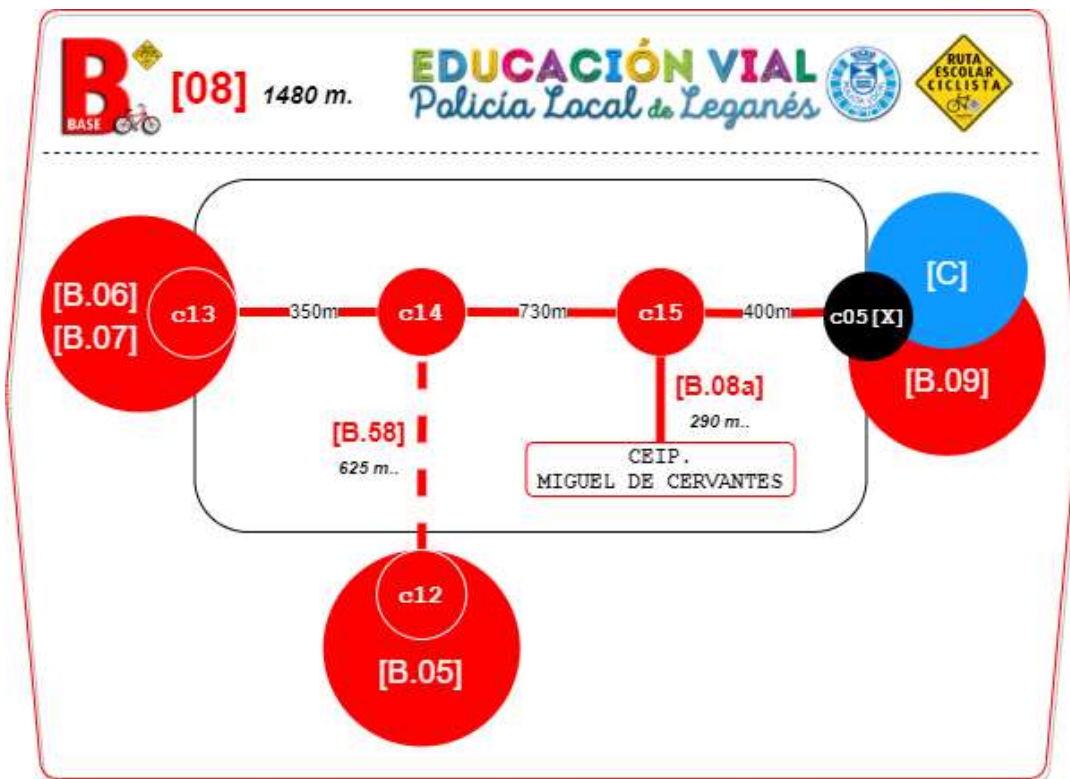 B
BASE
[08] 1480 m.
EDUCACIÓN VIAL
Policía Local de Leganés
RUTA
ESCOLAR
CICLISTA
[B.06]
[B.07]
c13
350m
c14
730m
c15
400m
c05[X]
[C]
[B.09]
[B.58]
625 m..
[B.08a]
290 m..
CEIP.
MIGUEL DE CERVANTES
c12
[B.05]